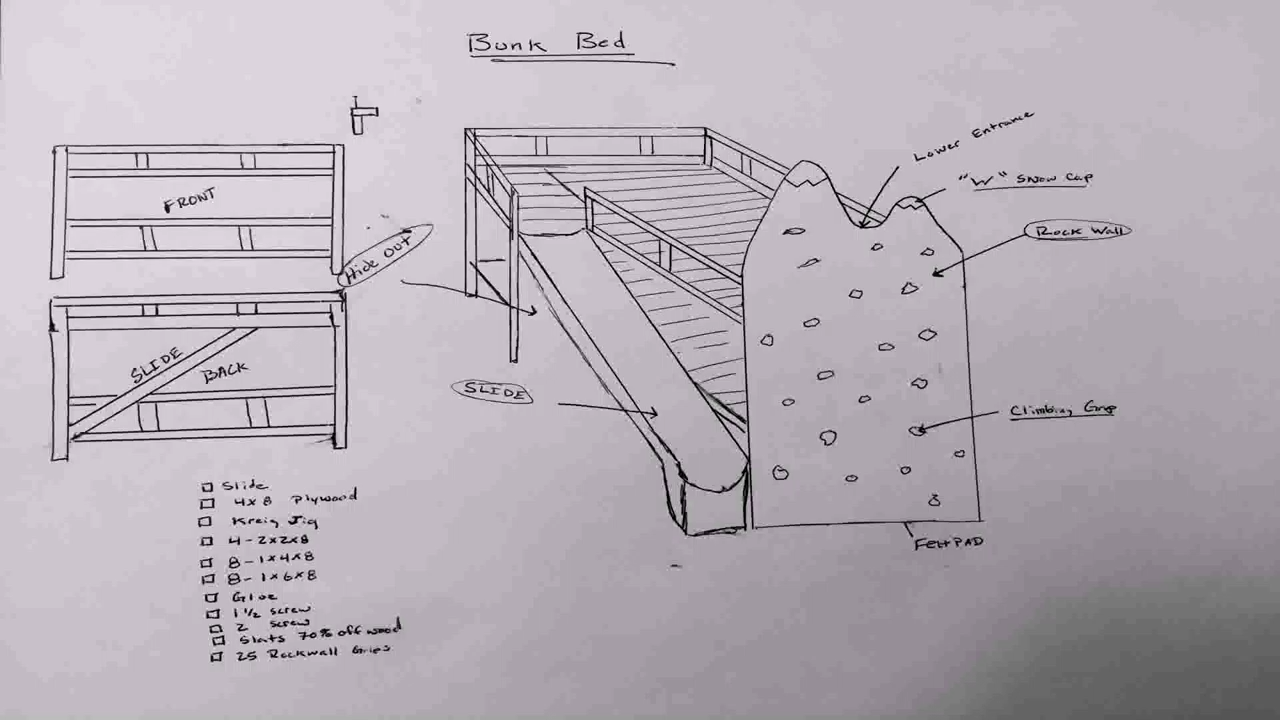 Bunk Bed
FRONT
Hide Out
SLIDE
BACK
Lower Entrance
"W" Snow Cap
Rock Wall
SLIDE
Climbing Grip
Felt PAD
Slide
4x8 Plywood
Kreig Jig
4-2x2x8
8-1x4x8
8-1x6x8
Glue
1 1/2 screw
2 screw
Slats 70% off wood
25 Rockwall Grips